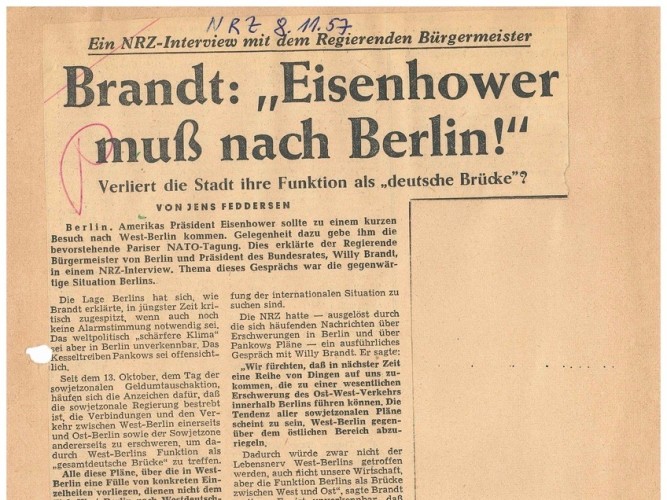 NRZ 8.11.57
Ein NRZ-Interview mit dem Regierenden Bürgermeister
Brandt: „Eisenhower
muß nach Berlin!“
Verliert die Stadt ihre Funktion als „deutsche Brücke“?
VON JENS FEDDERSEN
Berlin. Amerikas Präsident Eisenhower sollte zu einem kurzen
Besuch nach West-Berlin kommen. Gelegenheit dazu gebe ihm die
bevorstehende Pariser NATO-Tagung. Dies erklärte der Regierende
Bürgermeister von Berlin und Präsident des Bundesrates, Willy Brandt,
in einem NRZ-Interview. Thema dieses Gesprächs war die gegenwär-
tige Situation Berlins.
Die Lage Berlins hat sich, wie
Brandt erklärte, in jüngster Zeit kri-
tisch zugespitzt, wenn auch noch
keine Alarmstimmung notwendig sei.
Das weltpolitisch „schärfere Klima“
sei aber in Berlin unverkennbar. Das
Kesseltreiben Pankows sei offensicht-
lich.
Seit dem 13. Oktober, dem Tag der
sowjetzonalen Geldumtauschaktion,
häufen sich die Anzeichen dafür, daß
die sowjetzonale Regierung bestrebt
ist, die Verbindungen und den Ver-
kehr zwischen West-Berlin einerseits
und Ost-Berlin sowie der Sowjetzone
andererseits zu erschweren, um da-
durch West-Berlins Funktion als
„gesamtdeutsche Brücke“ zu treffen.
Alle diese Pläne, über die in West-
Berlin eine Fülle von konkreten Ein-
zelheiten vorliegen, dienen nicht dem
fung der internationalen Situation zu
suchen sind.
Die NRZ hatte — ausgelöst durch
die sich häufenden Nachrichten über
Erschwerungen in Berlin und über
Pankows Pläne — ein ausführliches
Gespräch mit Willy Brandt. Er sagte:
„Wir fürchten, daß in nächster Zeit
eine Reihe von Dingen auf uns zu-
kommen, die zu einer wesentlichen
Erschwerung des Ost-West-Verkehrs
innerhalb Berlins führen können. Die
Tendenz aller sowjetzonalen Pläne
scheint zu sein, West-Berlin gegen-
über dem östlichen Bereich abzu-
riegeln.
Dadurch würde zwar nicht der
Lebensnerv West-Berlins getroffen
werden, auch nicht unsere Wirtschaft,
aber die Funktion Berlins als Brücke
zwischen West und Ost“, sagte Brandt